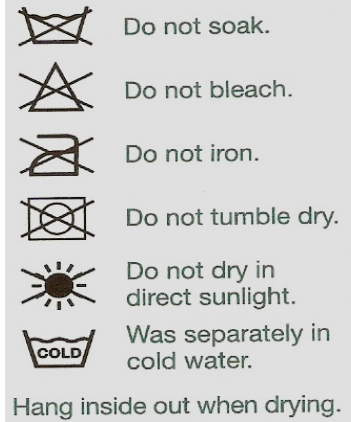 Do not soak.
Do not bleach.
Do not iron.
Do not tumble dry.
Do not dry in
direct sunlight.
COLD
Was separately in
cold water.
Hang inside out when drying.